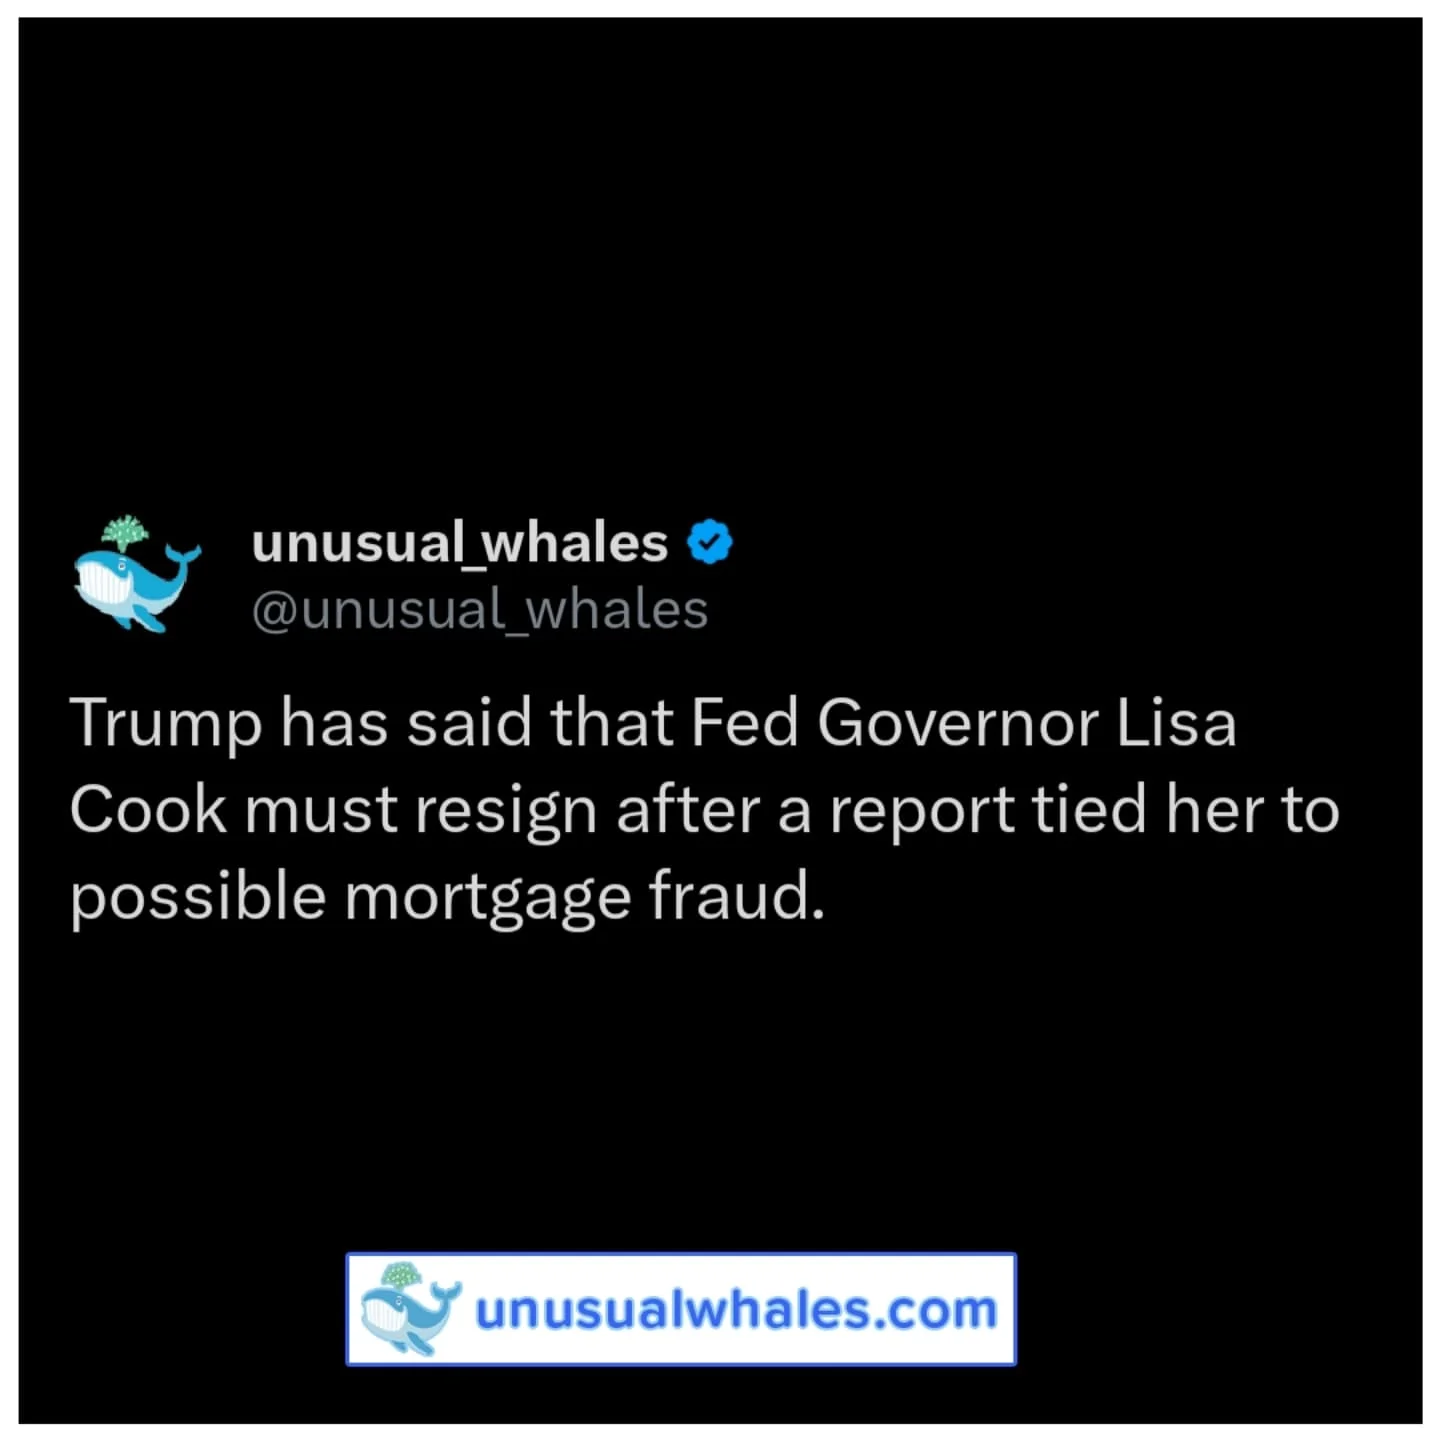 unusual_whales
@unusual_whales
Trump has said that Fed Governor Lisa
Cook must resign after a report tied her to
possible mortgage fraud.
unusualwhales.com